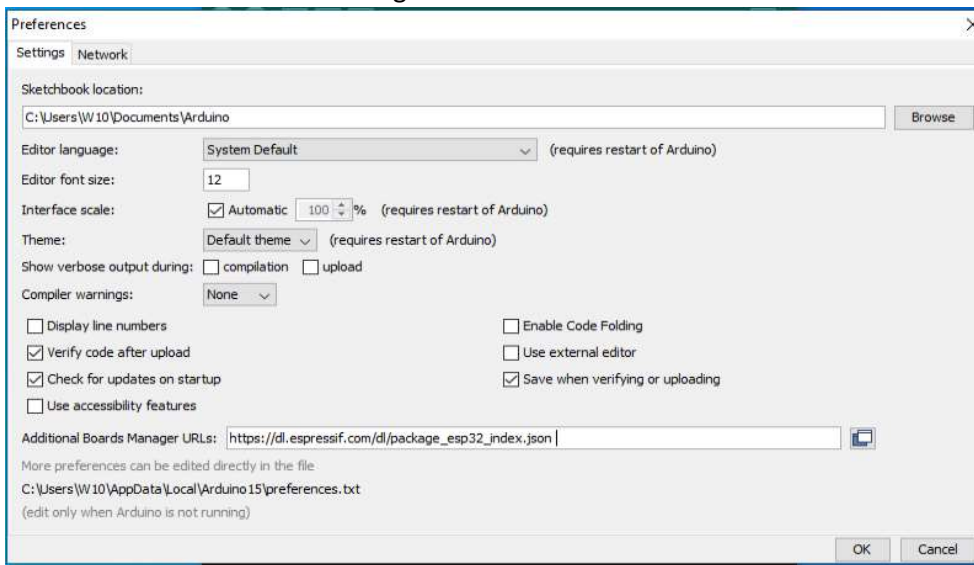 Preferences
Settings Network
Sketchbook location:
C:\Users\W10\Documents\Arduino Browse
Editor language: System Default (requires restart of Arduino)
Editor font size: 12
Interface scale: Automatic 100 % (requires restart of Arduino)
Theme: Default theme (requires restart of Arduino)
Show verbose output during: compilation upload
Compiler warnings: None
Display line numbers Enable Code Folding
Verify code after upload Use external editor
Check for updates on startup Save when verifying or uploading
Use accessibility features
Additional Boards Manager URLs: https://dl.espressif.com/dl/package_esp32_index.json
More preferences can be edited directly in the file
C:\Users\W10\AppData\Local\Arduino15\preferences.txt
(edit only when Arduino is not running)
OK Cancel